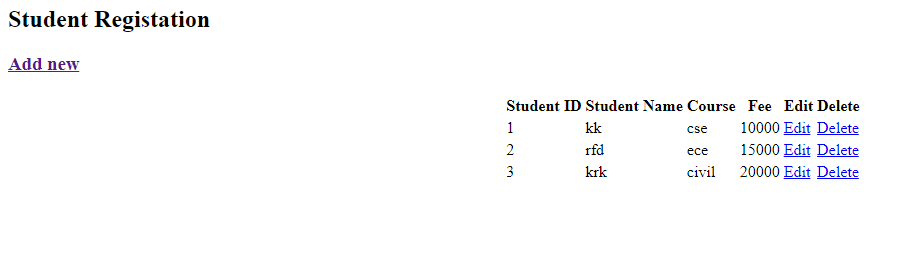 Student Registation
Add new
Student ID Student Name Course Fee Edit Delete
1 kk cse 10000 Edit Delete
2 rfd ece 15000 Edit Delete
3 krk civil 20000 Edit Delete